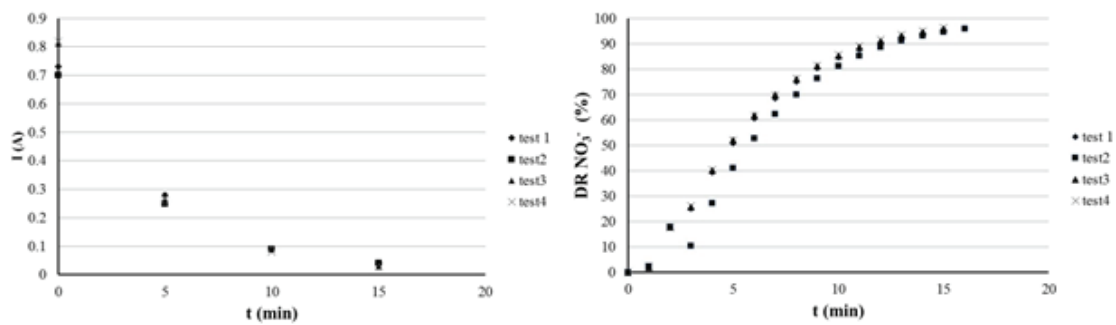 0.9
0.8
0.7
0.6
0.5
0.4
0.3
0.2
0.1
0
I (A)
0 5 10 15 20
t (min)
test 1
test2
test3
test4
100
90
80
70
60
50
40
30
20
10
0
DR NO₃⁻ (%)
0 5 10 15 20
t (min)
test 1
test2
test3
test4